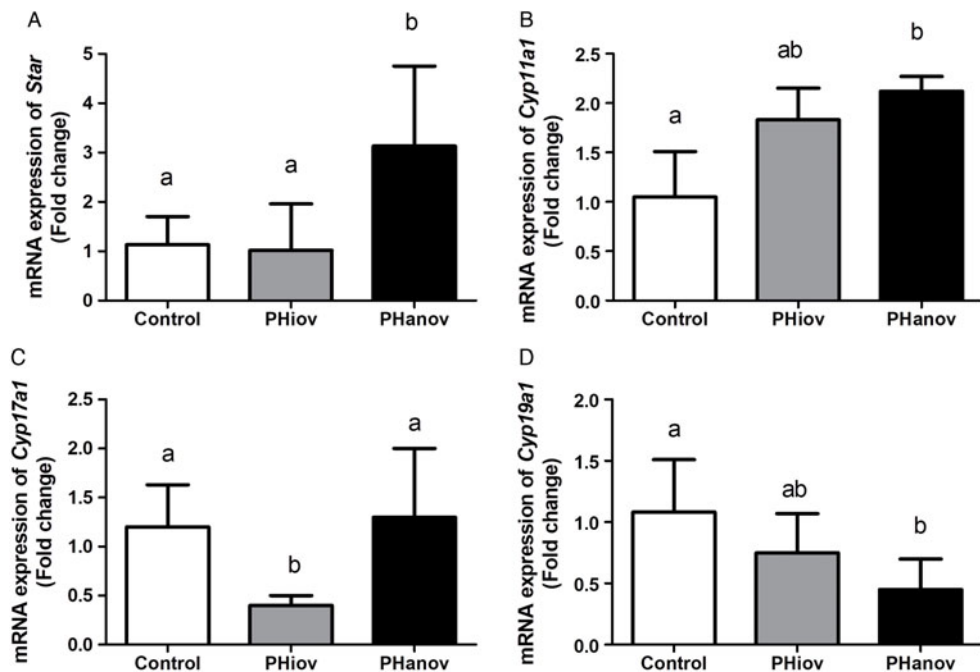 A
mRNA expression of Star
(Fold change)
5
4
3
2
1
0
a
a
b
Control
PHiov
PHanov
B
mRNA expression of Cyp11a1
(Fold change)
2.5
2.0
1.5
1.0
0.5
0.0
a
ab
b
Control
PHiov
PHanov
C
mRNA expression of Cyp17a1
(Fold change)
2.5
2.0
1.5
1.0
0.5
0.0
a
b
a
Control
PHiov
PHanov
D
mRNA expression of Cyp19a1
(Fold change)
2.0
1.5
1.0
0.5
0.0
a
ab
b
Control
PHiov
PHanov